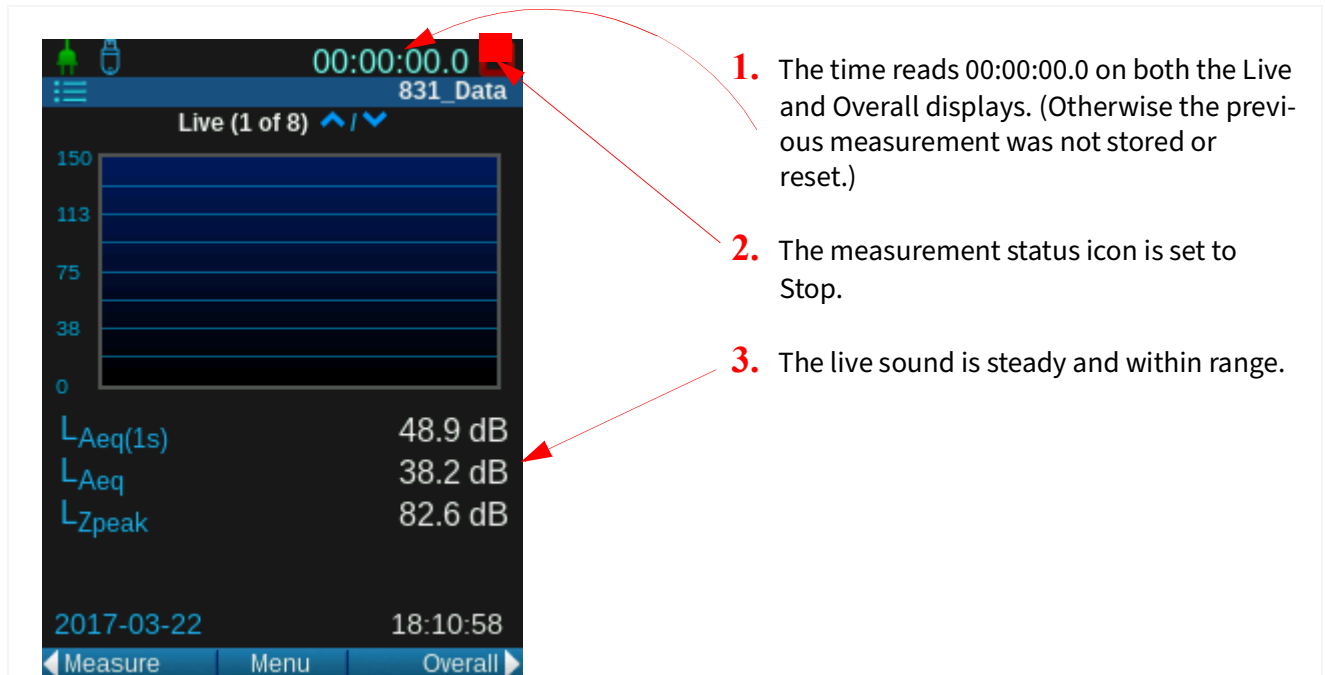 00:00:00.0
831_Data
Live (1 of 8) /
150
113
75
38
0
LAeq(1s) 48.9 dB
LAeq 38.2 dB
LZpeak 82.6 dB
2017-03-22 18:10:58
Measure Menu Overall
1. The time reads 00:00:00.0 on both the Live
and Overall displays. (Otherwise the previ-
ous measurement was not stored or
reset.)
2. The measurement status icon is set to
Stop.
3. The live sound is steady and within range.